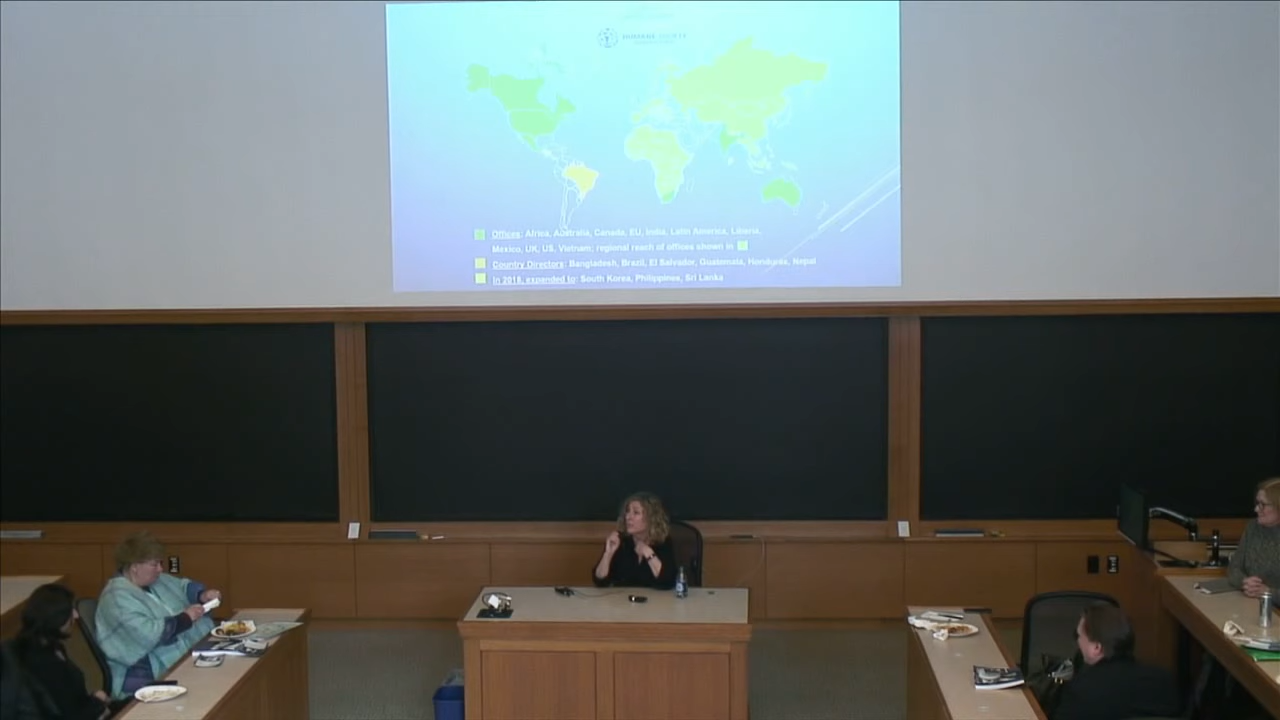 HUMANE SOCIETY
Offices: Africa, Australia, Canada, EU, India, Latin America, Liberia,
Mexico, UK, US, Vietnam; regional reach of offices shown in
Country Directors: Bangladesh, Brazil, El Salvador, Guatemala, Honduras, Nepal
In 2018, expanded to: South Korea, Philippines, Sri Lanka